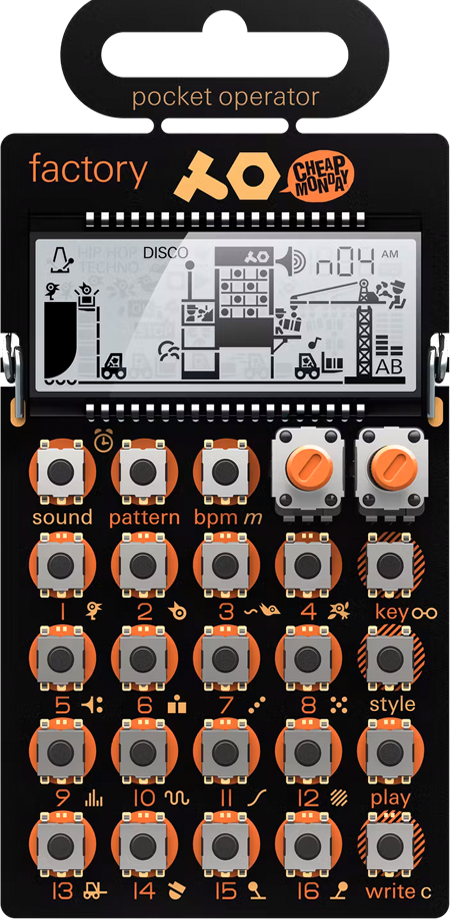 pocket operator
factory
CHEAP MONDAY
HIP HOP DISCO
TECHNO
n04 AM
AB
sound pattern bpm m
1 2 3 4 key
5 6 7 8 style
9 10 11 12 play
13 14 15 16 write c